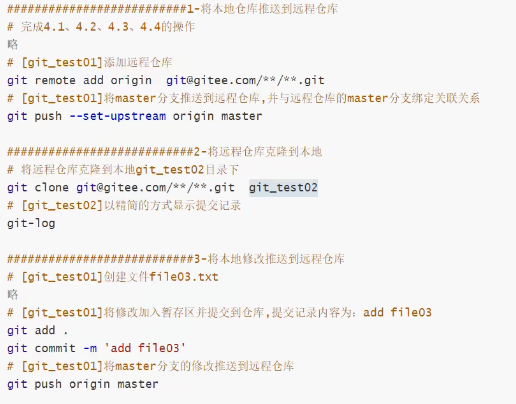 ##########################1-将本地仓库推送到远程仓库
# 完成4.1、4.2、4.3、4.4的操作
略
# [git_test01]添加远程仓库
git remote add origin  git@gitee.com/**/**.git
# [git_test01]将master分支推送到远程仓库,并与远程仓库的master分支绑定关联关系
git push --set-upstream origin master
###########################2-将远程仓库克隆到本地
# 将远程仓库克隆到本地git_test02目录下
git clone git@gitee.com/**/**.git  git_test02
# [git_test02]以精简的方式显示提交记录
git-log
###########################3-将本地修改推送到远程仓库
# [git_test01]创建文件file03.txt
略
# [git_test01]将修改加入暂存区并提交到仓库,提交记录内容为：add file03
git add .
git commit -m 'add file03'
# [git_test01]将master分支的修改推送到远程仓库
git push origin master